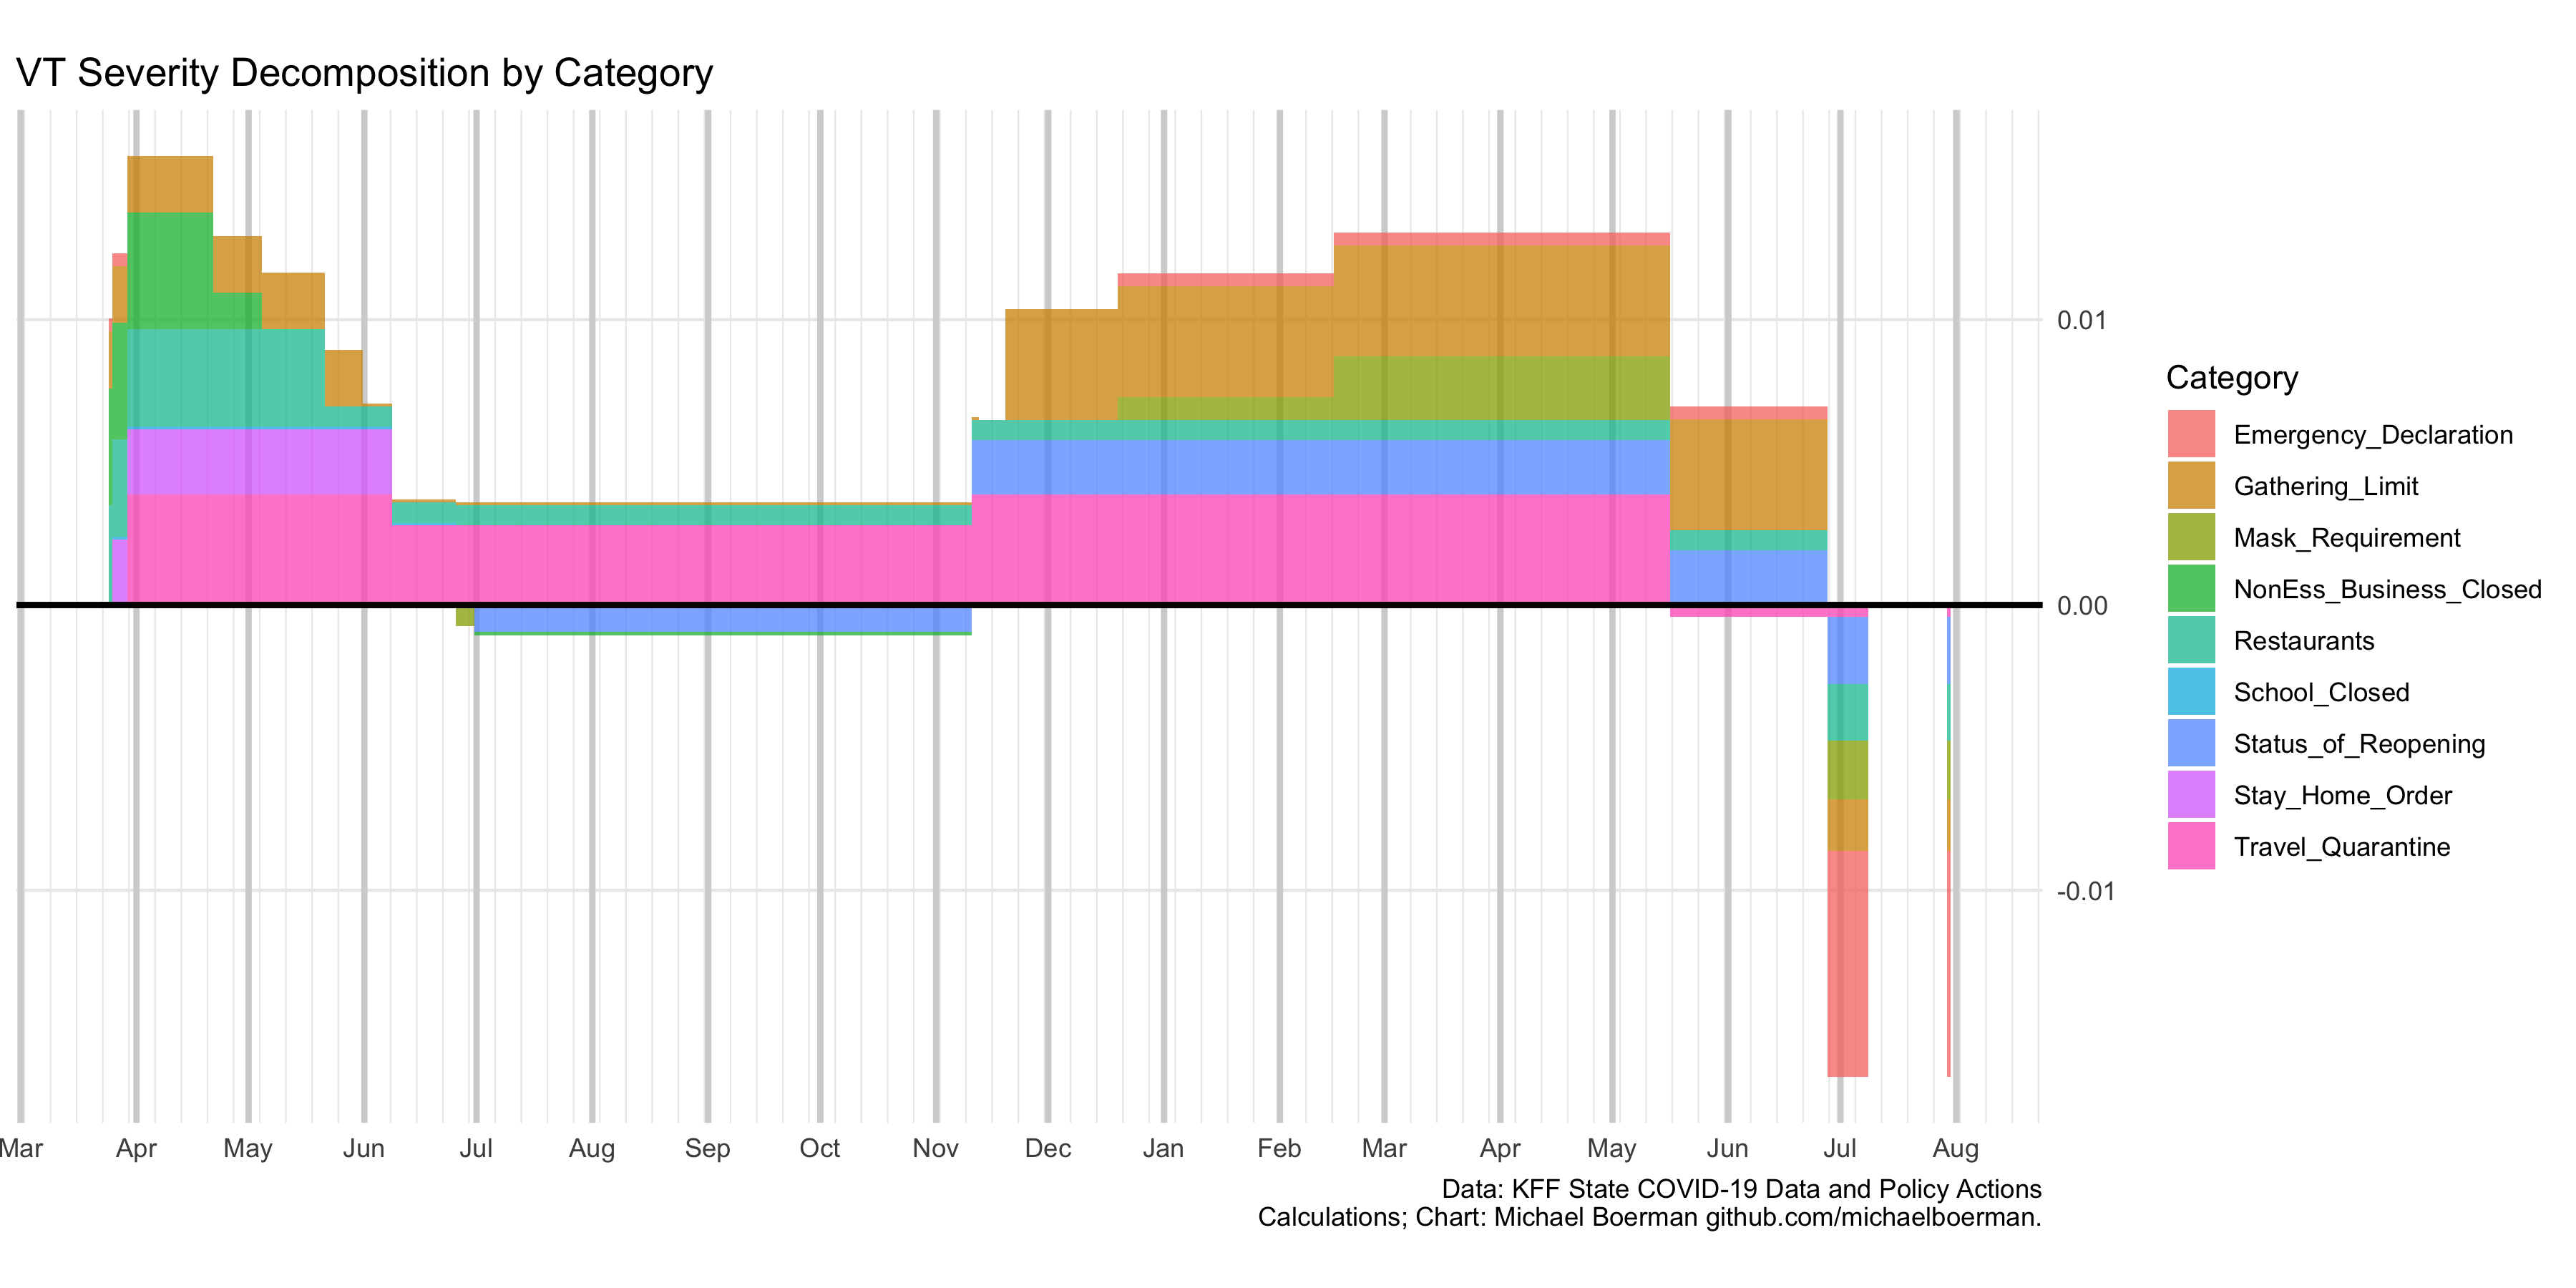 VT Severity Decomposition by Category
0.01
0.00
-0.01
Mar Apr May Jun Jul Aug Sep Oct Nov Dec Jan Feb Mar Apr May Jun Jul Aug
Category
Emergency_Declaration
Gathering_Limit
Mask_Requirement
NonEss_Business_Closed
Restaurants
School_Closed
Status_of_Reopening
Stay_Home_Order
Travel_Quarantine
Data: KFF State COVID-19 Data and Policy Actions
Calculations; Chart: Michael Boerman github.com/michaelboerman.